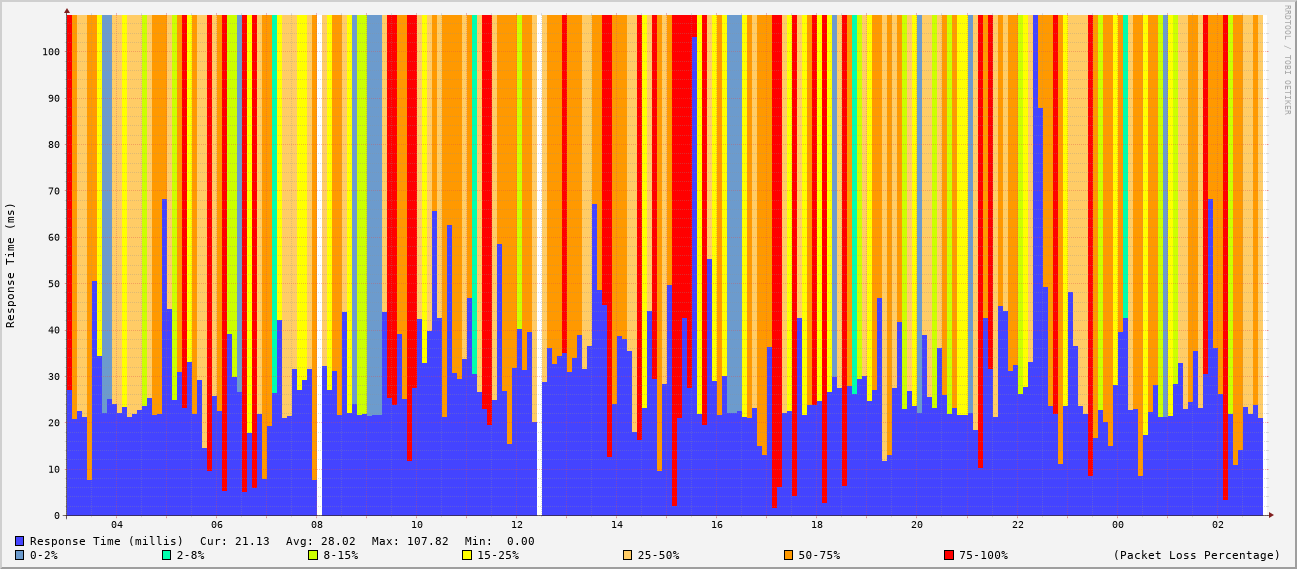 RRDTOOL / TOBI OETIKER
Response Time (ms)
100
90
80
70
60
50
40
30
20
10
0
04 06 08 10 12 14 16 18 20 22 00 02
Response Time (millis) Cur: 21.13 Avg: 28.02 Max: 107.82 Min: 0.00
0-2% 2-8% 8-15% 15-25% 25-50% 50-75% 75-100% (Packet Loss Percentage)